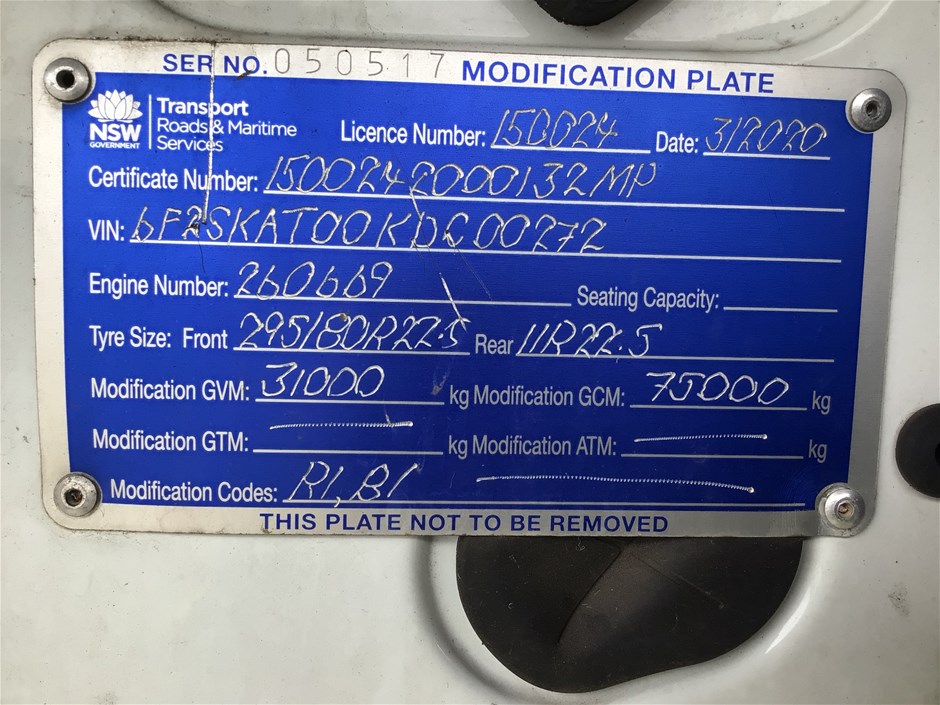 SER NO. 050517 MODIFICATION PLATE
NSW GOVERNMENT
Transport
Roads & Maritime
Services
Licence Number: 150024 Date: 3/2020
Certificate Number: 1500242000132MP
VIN: 6F2SKAT00KDC00272
Engine Number: 260669 Seating Capacity:
Tyre Size: Front 295/80R22.5 Rear 11R22.5
Modification GVM: 31000 kg Modification GCM: 75000 kg
Modification GTM: kg Modification ATM: kg
Modification Codes: R1, B1
THIS PLATE NOT TO BE REMOVED